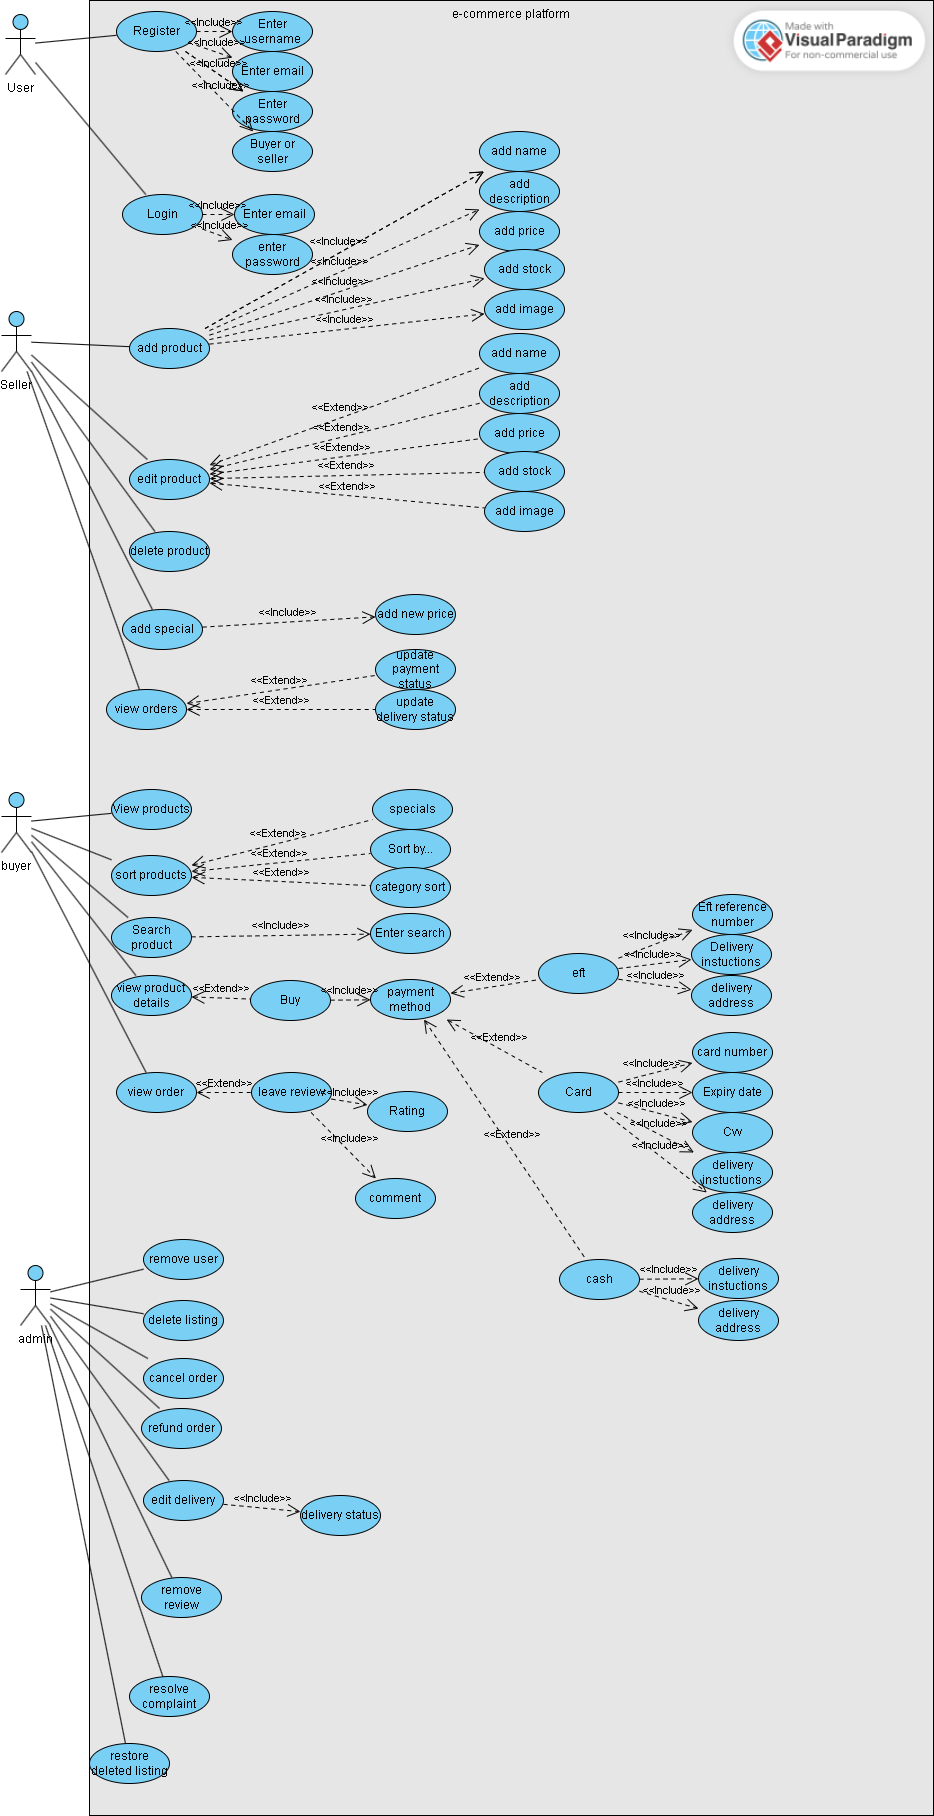 e-commerce platform
Made with
VisualParadigm
For non-commercial use
User
Register
<<Include>>
<<Include>>
<<Include>>
<<Include>>
Enter
username
Enter email
Enter
password
Buyer or
seller
Login
<<Include>>
<<Include>>
Enter email
enter
password
Seller
add product
<<Include>>
<<Include>>
<<Include>>
<<Include>>
<<Include>>
add name
add
description
add price
add stock
add image
edit product
<<Extend>>
<<Extend>>
<<Extend>>
<<Extend>>
<<Extend>>
add name
add
description
add price
add stock
add image
delete product
add special
<<Include>>
add new price
view orders
<<Extend>>
<<Extend>>
update
payment
status
update
delivery status
buyer
View products
sort products
<<Extend>>
<<Extend>>
<<Extend>>
specials
Sort by...
category sort
Search
product
<<Include>>
Enter search
view product
details
<<Extend>>
Buy
<<Include>>
payment
method
<<Extend>>
eft
<<Include>>
<<Include>>
<<Include>>
Eft reference
number
Delivery
instuctions
delivery
address
<<Extend>>
Card
<<Include>>
<<Include>>
<<Include>>
<<Include>>
<<Include>>
card number
Expiry date
Cvv
delivery
instuctions
delivery
address
<<Extend>>
cash
<<Include>>
<<Include>>
delivery
instuctions
delivery
address
view order
<<Extend>>
leave review
<<Include>>
Rating
<<Include>>
comment
admin
remove user
delete listing
cancel order
refund order
edit delivery
<<Include>>
delivery status
remove
review
resolve
complaint
restore
deleted listing